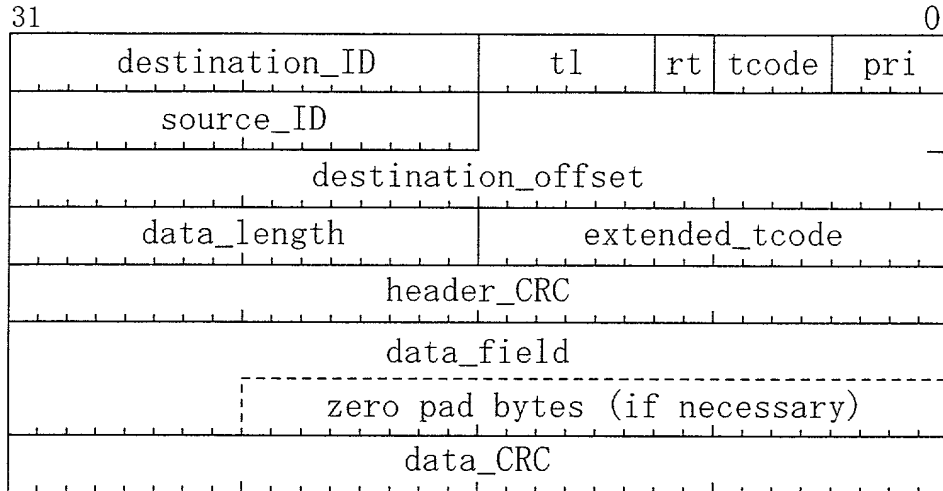 31 0
destination_ID tl rt tcode pri
source_ID
destination_offset
data_length extended_tcode
header_CRC
data_field
zero pad bytes (if necessary)
data_CRC